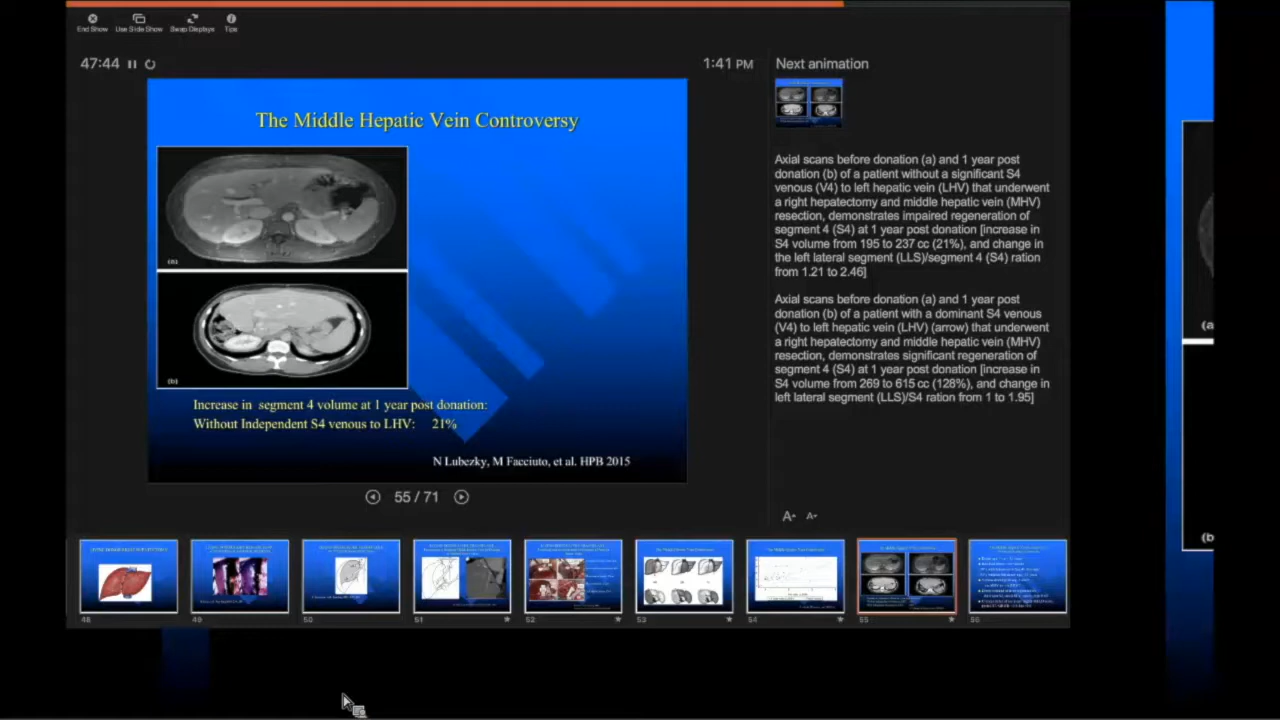 End Show
Use Slide Show
Swap Displays
Tips
47:44
1:41 PM
Next animation
The Middle Hepatic Vein Controversy
(a)
(b)
Increase in segment 4 volume at 1 year post donation:
Without Independent S4 venous to LHV: 21%
N Lubezky, M Facciuto, et al. HPB 2015
Axial scans before donation (a) and 1 year post
donation (b) of a patient without a significant S4
venous (V4) to left hepatic vein (LHV) that underwent
a right hepatectomy and middle hepatic vein (MHV)
resection, demonstrates impaired regeneration of
segment 4 (S4) at 1 year post donation [increase in
S4 volume from 195 to 237 cc (21%), and change in
the left lateral segment (LLS)/segment 4 (S4) ration
from 1.21 to 2.46]
Axial scans before donation (a) and 1 year post
donation (b) of a patient with a dominant S4 venous
(V4) to left hepatic vein (LHV) (arrow) that underwent
a right hepatectomy and middle hepatic vein (MHV)
resection, demonstrates significant regeneration of
segment 4 (S4) at 1 year post donation [increase in
S4 volume from 269 to 615 cc (128%), and change in
left lateral segment (LLS)/S4 ration from 1 to 1.95]
55 / 71
A A
48
49
50
51
52
53
54
55
56
(a
(b